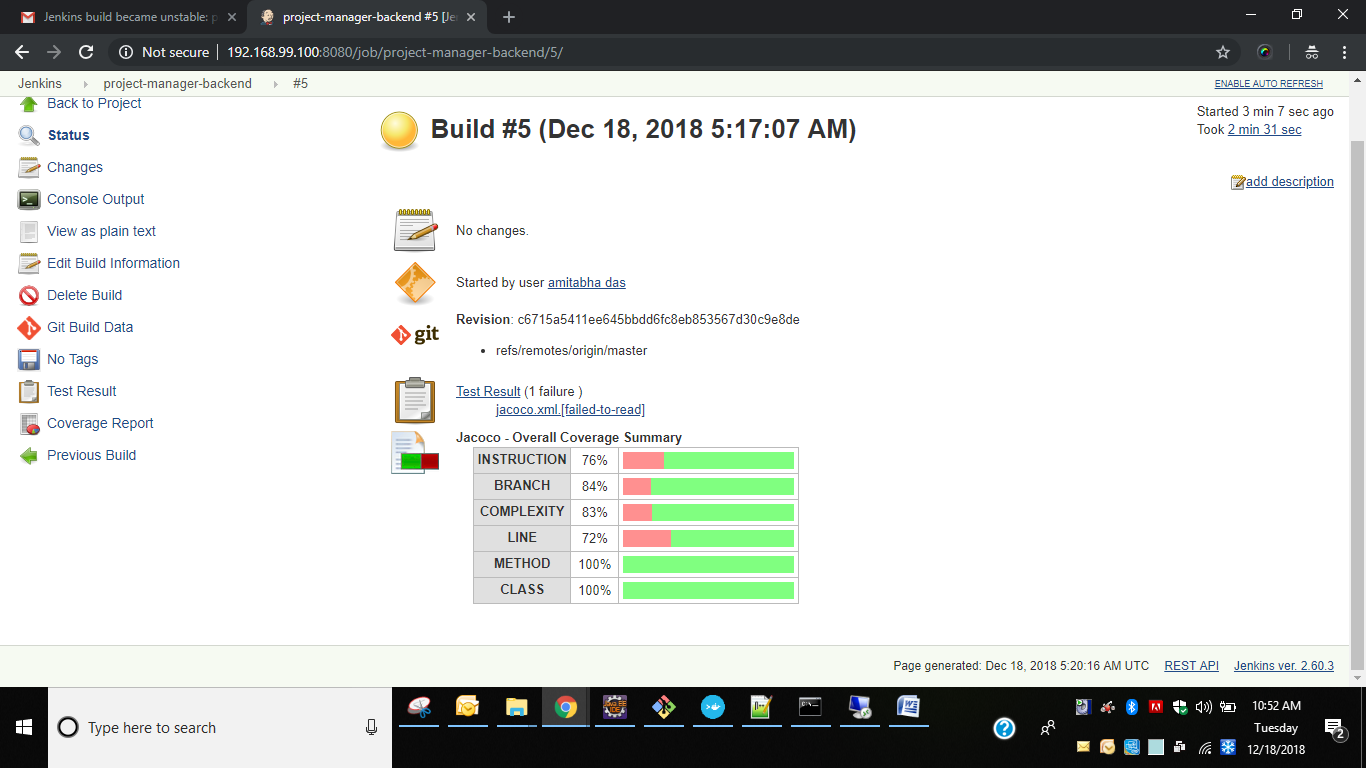 Jenkins build became unstable: p
project-manager-backend #5 [Je
Not secure
192.168.99.100:8080/job/project-manager-backend/5/
Jenkins
project-manager-backend
#5
ENABLE AUTO REFRESH
Back to Project
Status
Changes
Console Output
View as plain text
Edit Build Information
Delete Build
Git Build Data
No Tags
Test Result
Coverage Report
Previous Build
Build #5 (Dec 18, 2018 5:17:07 AM)
Started 3 min 7 sec ago
Took 2 min 31 sec
add description
No changes.
Started by user amitabha das
git
Revision: c6715a5411ee645bbdd6fc8eb853567d30c9e8de
refs/remotes/origin/master
Test Result (1 failure )
jacoco.xml.[failed-to-read]
Jacoco - Overall Coverage Summary
INSTRUCTION 76%
BRANCH 84%
COMPLEXITY 83%
LINE 72%
METHOD 100%
CLASS 100%
Page generated: Dec 18, 2018 5:20:16 AM UTC
REST API
Jenkins ver. 2.60.3
Type here to search
10:52 AM
Tuesday
12/18/2018
2